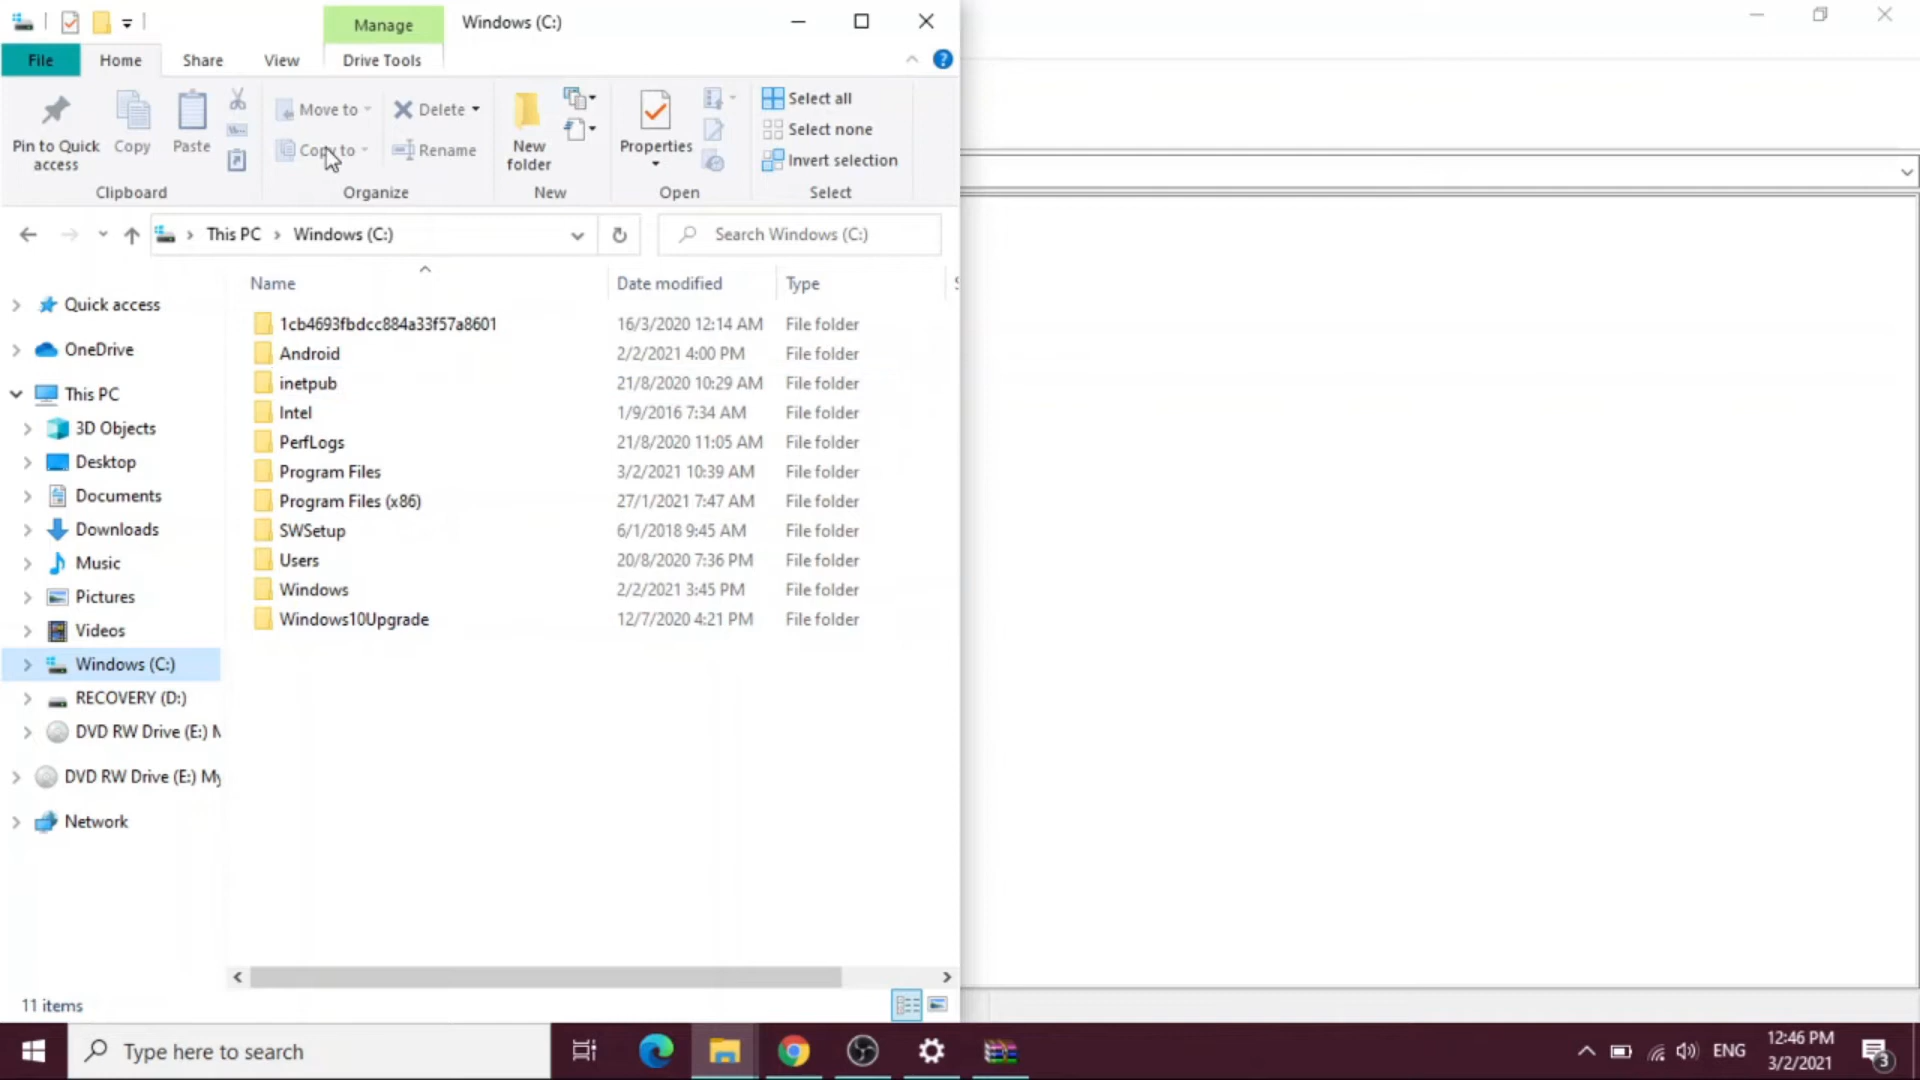 Manage
Windows (C:)
File
Home
Share
View
Drive Tools
Pin to Quick
access
Copy
Paste
Move to
Copy to
Delete
Rename
New
folder
Properties
Select all
Select none
Invert selection
Clipboard
Organize
New
Open
Select
This PC > Windows (C:)
Search Windows (C:)
Name
Date modified
Type
1cb4693fbdcc884a33f57a8601 16/3/2020 12:14 AM File folder
Android 2/2/2021 4:00 PM File folder
inetpub 21/8/2020 10:29 AM File folder
Intel 1/9/2016 7:34 AM File folder
PerfLogs 21/8/2020 11:05 AM File folder
Program Files 3/2/2021 10:39 AM File folder
Program Files (x86) 27/1/2021 7:47 AM File folder
SWSetup 6/1/2018 9:45 AM File folder
Users 20/8/2020 7:36 PM File folder
Windows 2/2/2021 3:45 PM File folder
Windows10Upgrade 12/7/2020 4:21 PM File folder
Quick access
OneDrive
This PC
3D Objects
Desktop
Documents
Downloads
Music
Pictures
Videos
Windows (C:)
RECOVERY (D:)
DVD RW Drive (E:) M
DVD RW Drive (E:) My
Network
11 items
Type here to search
ENG
12:46 PM
3/2/2021
3